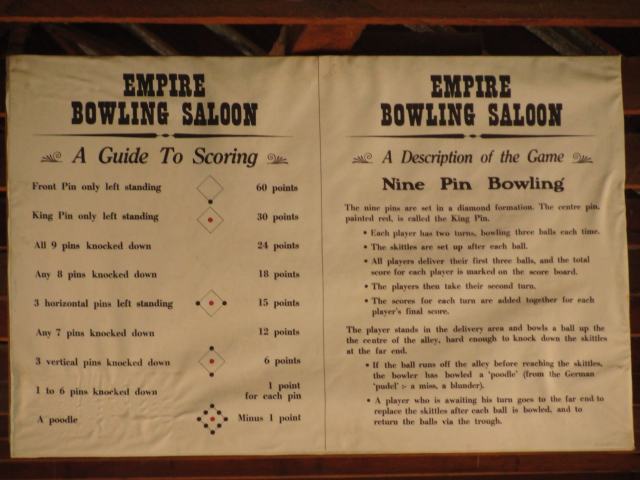 EMPIRE
BOWLING SALOON
A Guide To Scoring
Front Pin only left standing 60 points
King Pin only left standing 30 points
All 9 pins knocked down 24 points
Any 8 pins knocked down 18 points
3 horizontal pins left standing 15 points
Any 7 pins knocked down 12 points
3 vertical pins knocked down 6 points
1 to 6 pins knocked down 1 point
for each pin
A poodle Minus 1 point
EMPIRE
BOWLING SALOON
A Description of the Game
Nine Pin Bowling
The nine pins are set in a diamond formation. The centre pin,
painted red, is called the King Pin.
• Each player has two turns, bowling three balls each time.
• The skittles are set up after each ball.
• All players deliver their first three balls, and the total
score for each player is marked on the score board.
• The players then take their second turn.
• The scores for each turn are added together for each
player's final score.
The player stands in the delivery area and bowls a ball up the
the centre of the alley, hard enough to knock down the skittles
at the far end.
• If the ball runs off the alley before reaching the skittles,
the bowler has bowled a 'poodle' (from the German
'pudel' :- a miss, a blunder).
• A player who is awaiting his turn goes to the far end to
replace the skittles after each ball is bowled, and to
return the balls via the trough.